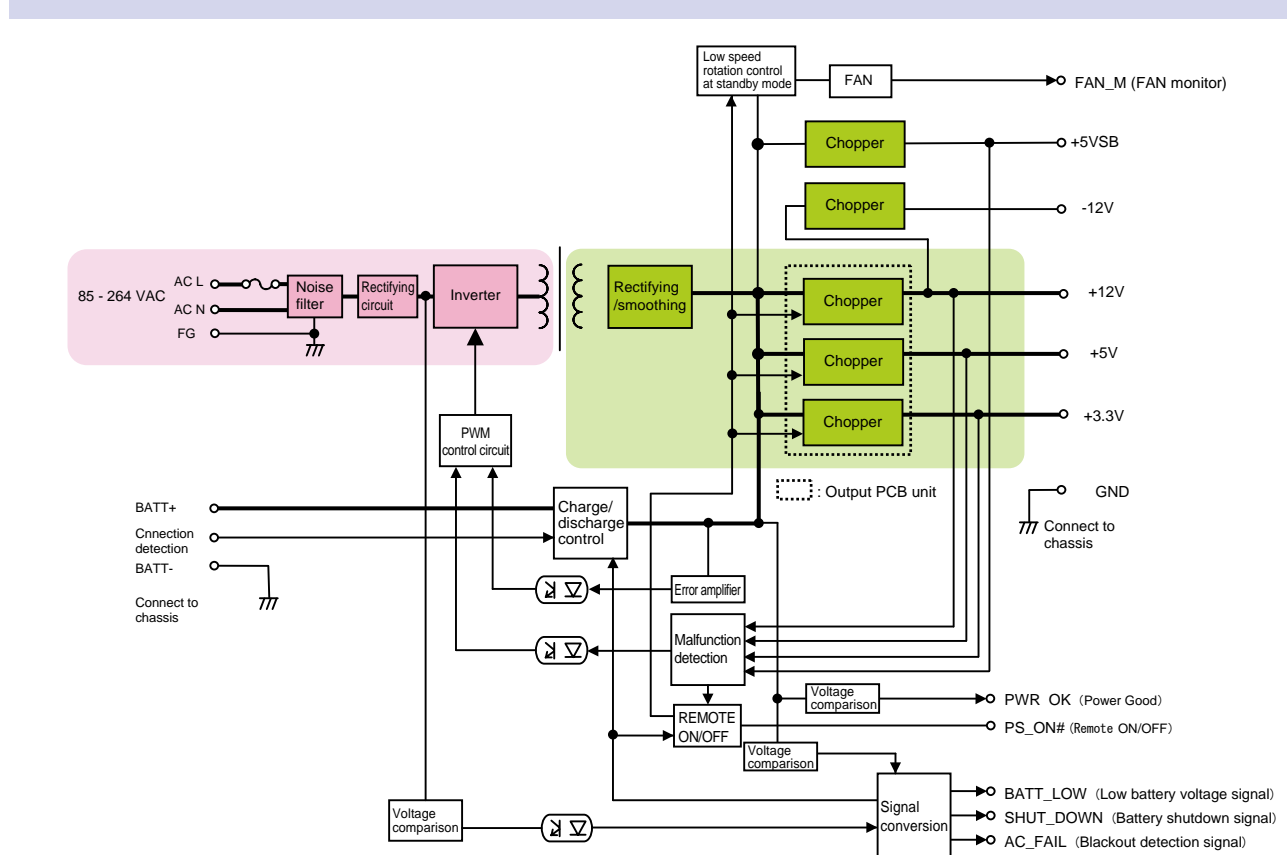 Low speed
rotation control
at standby mode
FAN
FAN_M (FAN monitor)
Chopper
+5VSB
Chopper
-12V
85 - 264 VAC
AC L
AC N
FG
Noise
filter
Rectifying
circuit
Inverter
Rectifying
/smoothing
Chopper
+12V
Chopper
+5V
Chopper
+3.3V
PWM
control circuit
: Output PCB unit
GND
Connect to
chassis
BATT+
Cnnection
detection
BATT-
Connect to
chassis
Charge/
discharge
control
Error amplifier
Malfunction
detection
Voltage
comparison
PWR_OK (Power Good)
REMOTE
ON/OFF
PS_ON# (Remote ON/OFF)
Voltage
comparison
Voltage
comparison
Signal
conversion
BATT_LOW (Low battery voltage signal)
SHUT_DOWN (Battery shutdown signal)
AC_FAIL (Blackout detection signal)